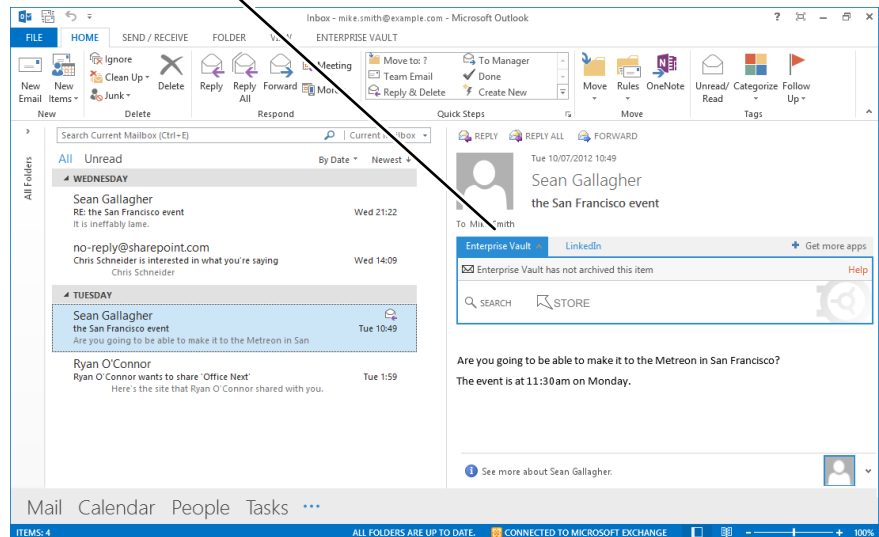 Inbox - mike.smith@example.com - Microsoft Outlook
FILE HOME SEND / RECEIVE FOLDER ENTERPRISE VAULT
New Email
New Items
New
Ignore
Clean Up
Junk
Delete
Delete
Reply
Reply All
Forward
Meeting
Respond
Move to: ?
Team Email
Reply & Delete
To Manager
Done
Create New
Quick Steps
Move
Rules
OneNote
Move
Unread/ Read
Categorize
Follow Up
Tags
All Folders
Search Current Mailbox (Ctrl+E)
All Unread By Date Newest
WEDNESDAY
Sean Gallagher
RE: the San Francisco event Wed 21:22
It is ineffably lame.
no-reply@sharepoint.com
Chris Schneider is interested in what you're saying Wed 14:09
Chris Schneider
TUESDAY
Sean Gallagher
the San Francisco event Tue 10:49
Are you going to be able to make it to the Metreon in San
Ryan O'Connor
Ryan O'Connor wants to share 'Office Next' Tue 1:59
Here's the site that Ryan O'Connor shared with you.
REPLY REPLY ALL FORWARD
Tue 10/07/2012 10:49
Sean Gallagher
the San Francisco event
To Mike Smith
Enterprise Vault LinkedIn + Get more apps
Enterprise Vault has not archived this item Help
SEARCH STORE
Are you going to be able to make it to the Metreon in San Francisco?
The event is at 11:30am on Monday.
See more about Sean Gallagher.
Mail Calendar People Tasks ···
ITEMS: 4 ALL FOLDERS ARE UP TO DATE. CONNECTED TO MICROSOFT EXCHANGE - + 100%